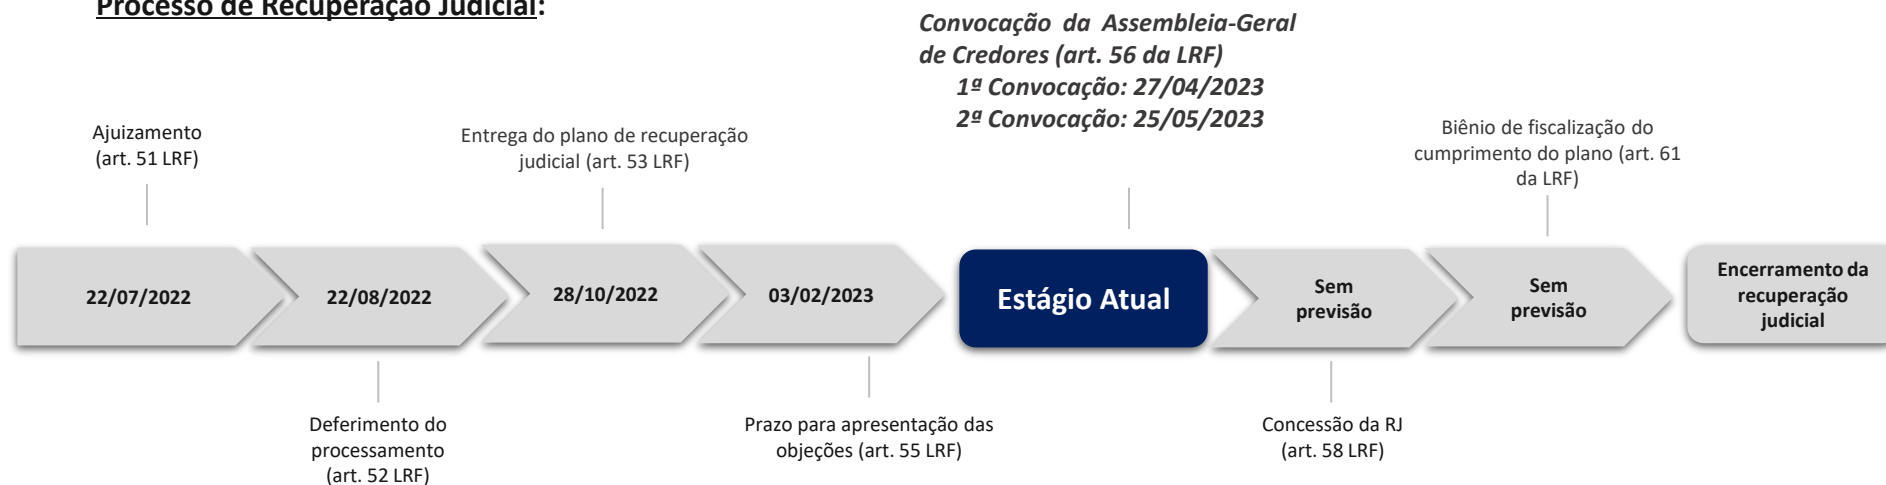 Processo de Recuperação Judicial:
Convocação da Assembleia-Geral
de Credores (art. 56 da LRF)
1ª Convocação: 27/04/2023
2ª Convocação: 25/05/2023
Ajuizamento
(art. 51 LRF)
Entrega do plano de recuperação
judicial (art. 53 LRF)
Biênio de fiscalização do
cumprimento do plano (art. 61
da LRF)
22/07/2022
22/08/2022
28/10/2022
03/02/2023
Estágio Atual
Sem
previsão
Sem
previsão
Encerramento da
recuperação
judicial
Deferimento do
processamento
(art. 52 LRF)
Prazo para apresentação das
objeções (art. 55 LRF)
Concessão da RJ
(art. 58 LRF)